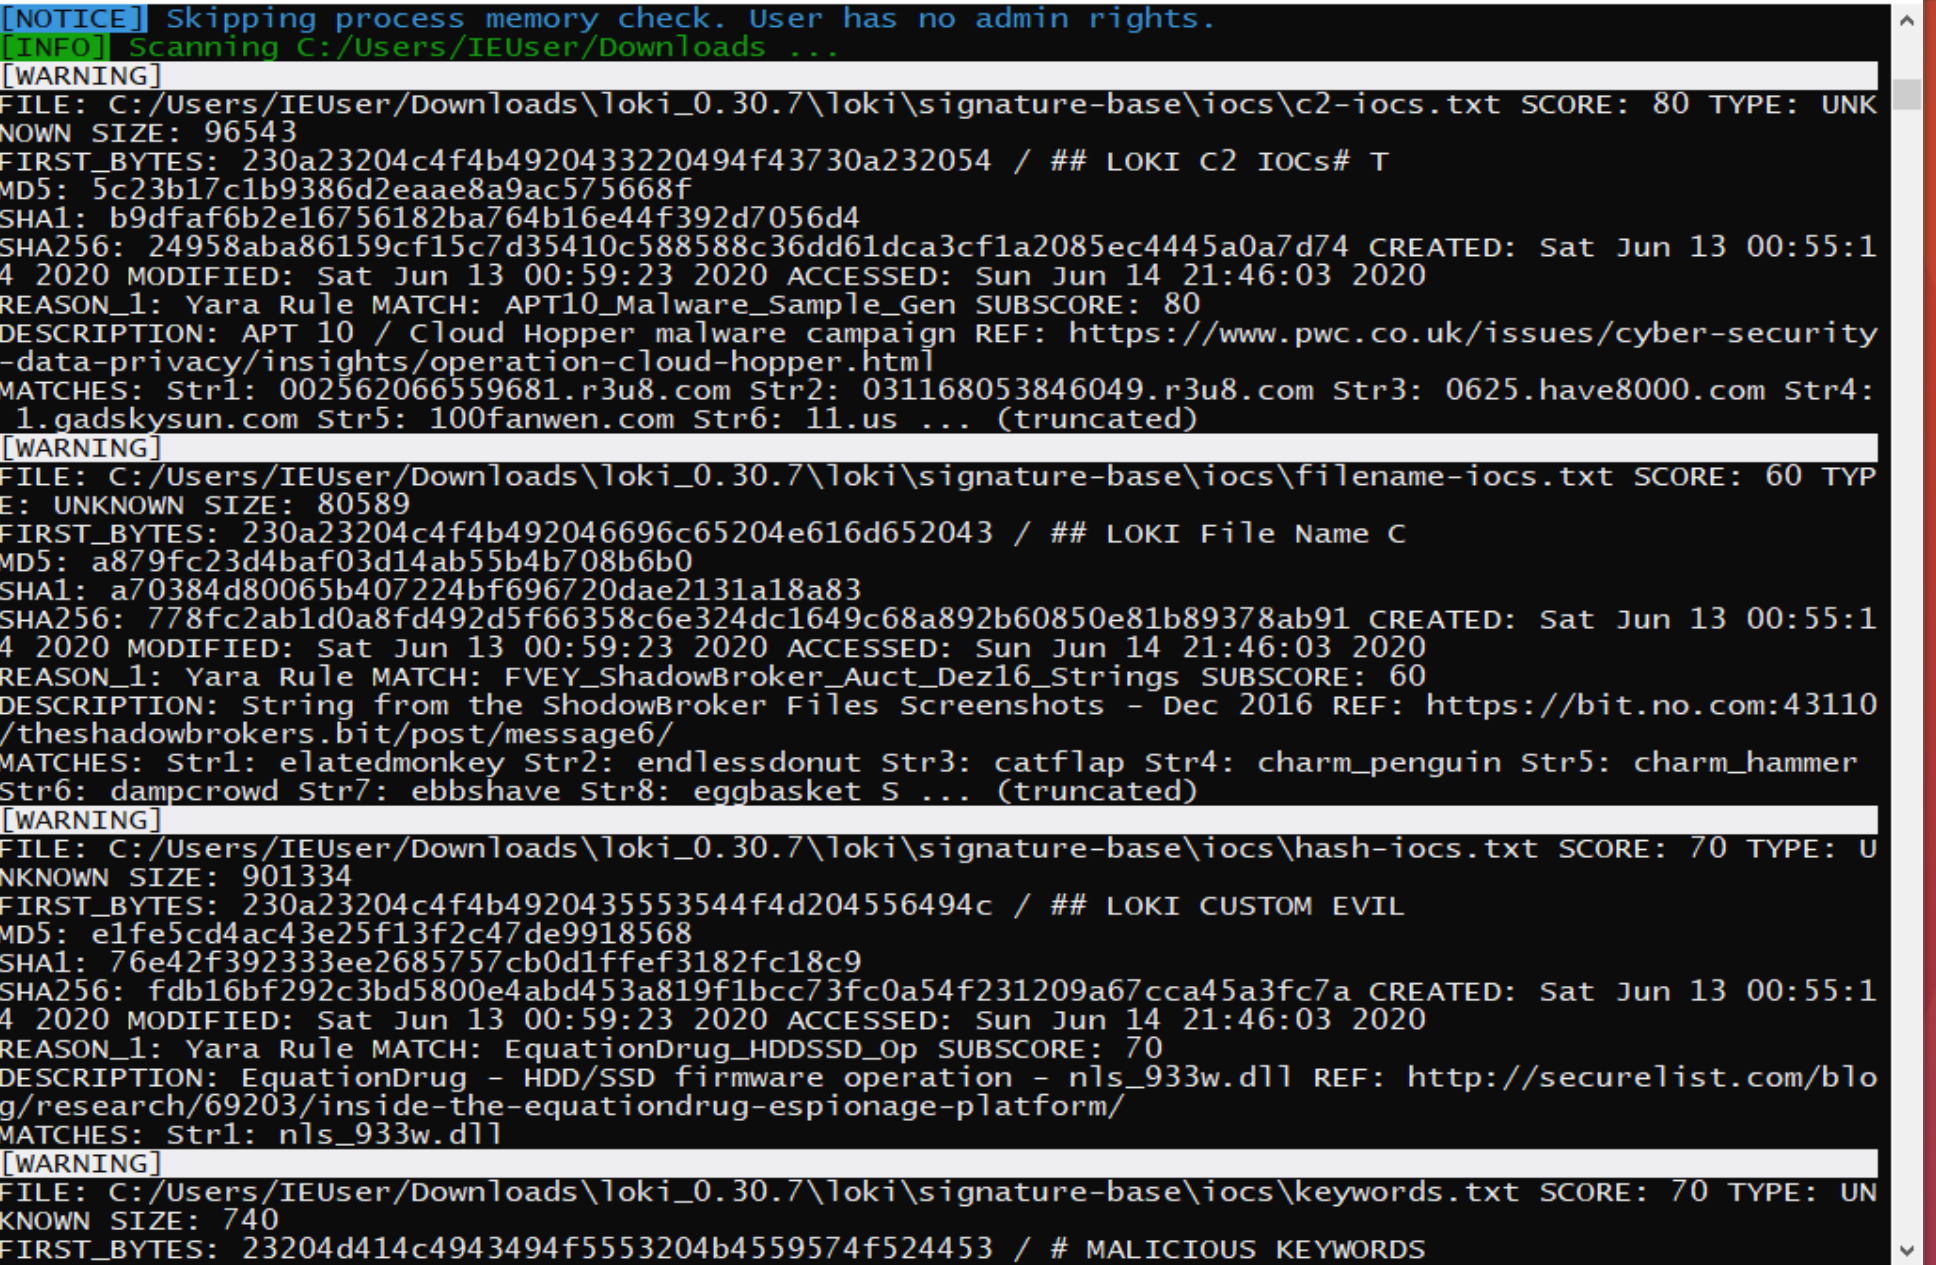 [NOTICE] Skipping process memory check. User has no admin rights.
[INFO] Scanning C:/Users/IEUser/Downloads ...
[WARNING]
FILE: C:/Users/IEUser/Downloads\loki_0.30.7\loki\signature-base\iocs\c2-iocs.txt SCORE: 80 TYPE: UNK
NOWN SIZE: 96543
FIRST_BYTES: 230a23204c4f4b4920433220494f43730a232054 / ## LOKI C2 IOCs# T
MD5: 5c23b17c1b9386d2eaae8a9ac575668f
SHA1: b9dfaf6b2e16756182ba764b16e44f392d7056d4
SHA256: 24958aba86159cf15c7d35410c588588c36dd61dca3cf1a2085ec4445a0a7d74 CREATED: Sat Jun 13 00:55:1
4 2020 MODIFIED: Sat Jun 13 00:59:23 2020 ACCESSED: Sun Jun 14 21:46:03 2020
REASON_1: Yara Rule MATCH: APT10_Malware_Sample_Gen SUBSCORE: 80
DESCRIPTION: APT 10 / Cloud Hopper malware campaign REF: https://www.pwc.co.uk/issues/cyber-security
-data-privacy/insights/operation-cloud-hopper.html
MATCHES: Str1: 002562066559681.r3u8.com Str2: 031168053846049.r3u8.com Str3: 0625.have8000.com Str4:
 1.gadskysun.com Str5: 100fanwen.com Str6: 11.us ... (truncated)
[WARNING]
FILE: C:/Users/IEUser/Downloads\loki_0.30.7\loki\signature-base\iocs\filename-iocs.txt SCORE: 60 TYP
E: UNKNOWN SIZE: 80589
FIRST_BYTES: 230a23204c4f4b492046696c65204e616d652043 / ## LOKI File Name C
MD5: a879fc23d4baf03d14ab55b4b708b6b0
SHA1: a70384d80065b407224bf696720dae2131a18a83
SHA256: 778fc2ab1d0a8fd492d5f66358c6e324dc1649c68a892b60850e81b89378ab91 CREATED: Sat Jun 13 00:55:1
4 2020 MODIFIED: Sat Jun 13 00:59:23 2020 ACCESSED: Sun Jun 14 21:46:03 2020
REASON_1: Yara Rule MATCH: FVEY_ShadowBroker_Auct_Dez16_Strings SUBSCORE: 60
DESCRIPTION: String from the ShodowBroker Files Screenshots - Dec 2016 REF: https://bit.no.com:43110
/theshadowbrokers.bit/post/message6/
MATCHES: Str1: elatedmonkey Str2: endlessdonut Str3: catflap Str4: charm_penguin Str5: charm_hammer
Str6: dampcrowd Str7: ebbshave Str8: eggbasket S ... (truncated)
[WARNING]
FILE: C:/Users/IEUser/Downloads\loki_0.30.7\loki\signature-base\iocs\hash-iocs.txt SCORE: 70 TYPE: U
NKNOWN SIZE: 901334
FIRST_BYTES: 230a23204c4f4b4920435553544f4d204556494c / ## LOKI CUSTOM EVIL
MD5: e1fe5cd4ac43e25f13f2c47de9918568
SHA1: 76e42f392333ee2685757cb0d1ffef3182fc18c9
SHA256: fdb16bf292c3bd5800e4abd453a819f1bcc73fc0a54f231209a67cca45a3fc7a CREATED: Sat Jun 13 00:55:1
4 2020 MODIFIED: Sat Jun 13 00:59:23 2020 ACCESSED: Sun Jun 14 21:46:03 2020
REASON_1: Yara Rule MATCH: EquationDrug_HDDSSD_Op SUBSCORE: 70
DESCRIPTION: EquationDrug - HDD/SSD firmware operation - nls_933w.dll REF: http://securelist.com/blo
g/research/69203/inside-the-equationdrug-espionage-platform/
MATCHES: Str1: nls_933w.dll
[WARNING]
FILE: C:/Users/IEUser/Downloads\loki_0.30.7\loki\signature-base\iocs\keywords.txt SCORE: 70 TYPE: UN
KNOWN SIZE: 740
FIRST_BYTES: 23204d414c4943494f5553204b4559574f524453 / # MALICIOUS KEYWORDS